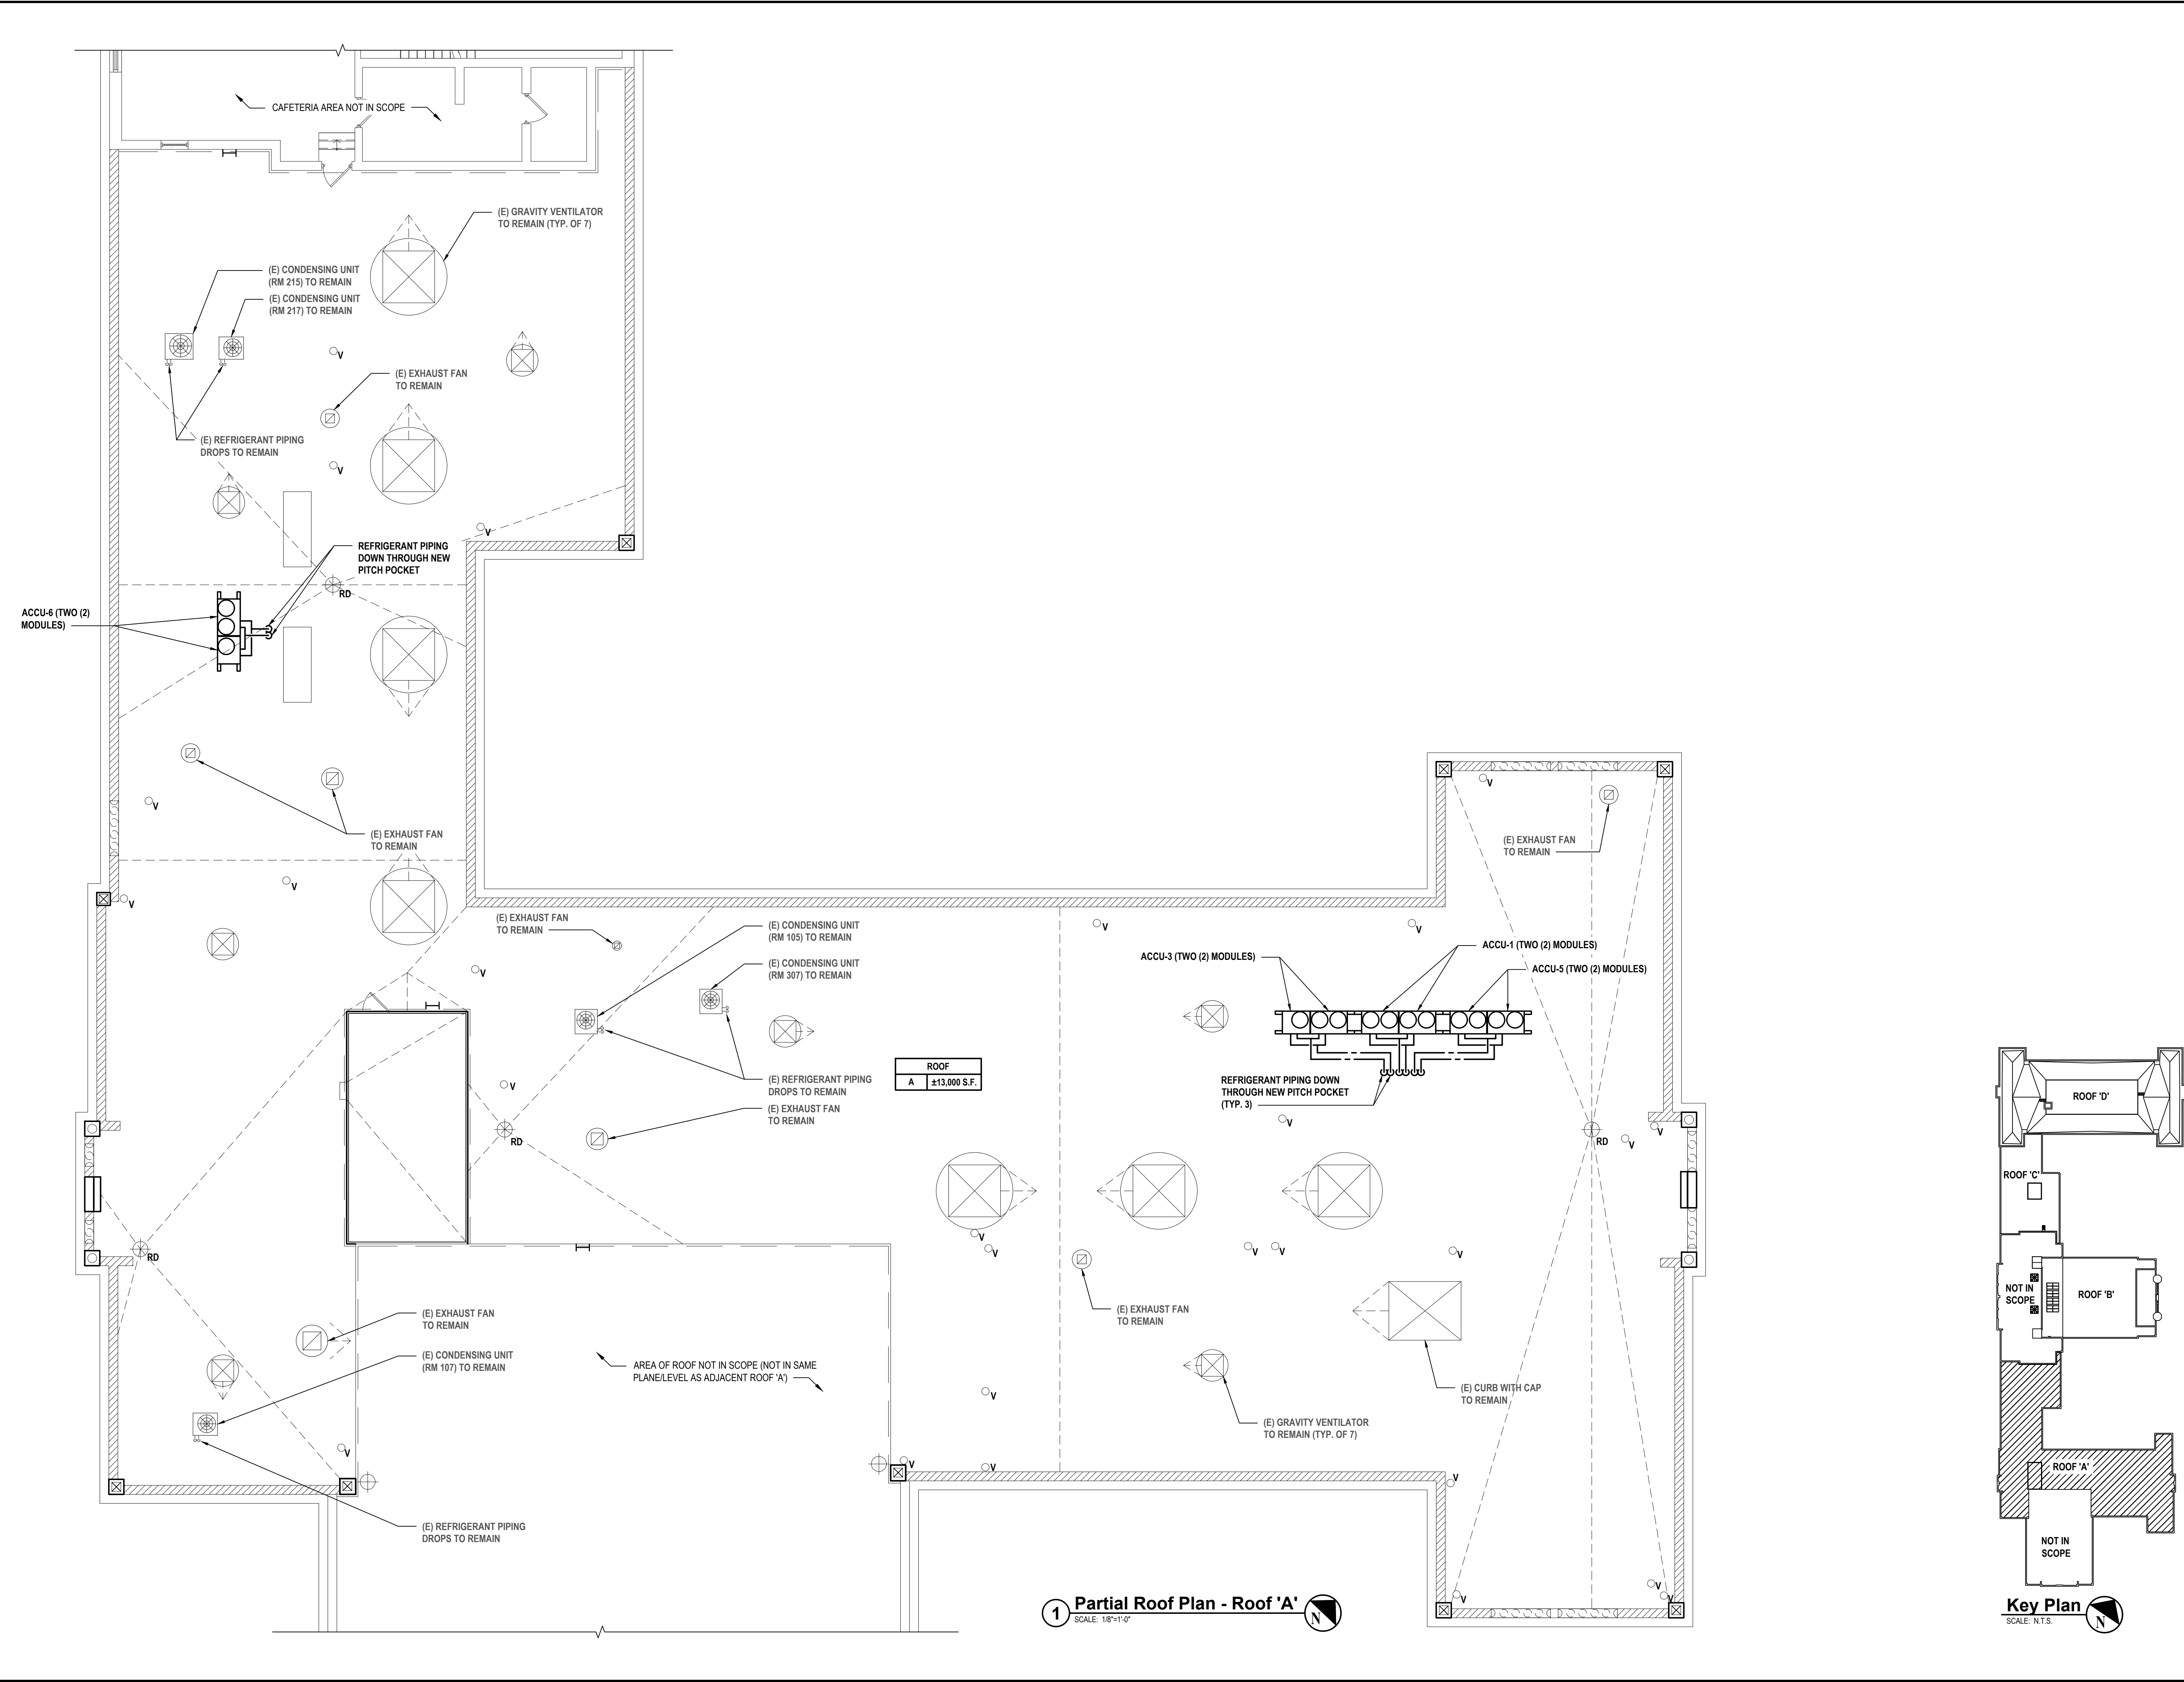 CAFETERIA AREA NOT IN SCOPE
(E) GRAVITY VENTILATOR
TO REMAIN (TYP. OF 7)
(E) CONDENSING UNIT
(RM 215) TO REMAIN
(E) CONDENSING UNIT
(RM 217) TO REMAIN
V
(E) EXHAUST FAN
TO REMAIN
(E) REFRIGERANT PIPING
DROPS TO REMAIN
V
V
REFRIGERANT PIPING
DOWN THROUGH NEW
PITCH POCKET
RD
ACCU-6 (TWO (2)
MODULES)
V
(E) EXHAUST FAN
TO REMAIN
V
V
V
(E) EXHAUST FAN
TO REMAIN
V
(E) EXHAUST FAN
TO REMAIN
(E) CONDENSING UNIT
(RM 105) TO REMAIN
(E) CONDENSING UNIT
(RM 307) TO REMAIN
V
V
V
ACCU-3 (TWO (2) MODULES)
ACCU-1 (TWO (2) MODULES)
ACCU-5 (TWO (2) MODULES)
ROOF
A ±13,000 S.F.
(E) REFRIGERANT PIPING
DROPS TO REMAIN
(E) EXHAUST FAN
TO REMAIN
V
RD
REFRIGERANT PIPING DOWN
THROUGH NEW PITCH POCKET
(TYP. 3)
V
RD
V
V
RD
V
V
V
V
V
(E) EXHAUST FAN
TO REMAIN
(E) CONDENSING UNIT
(RM 107) TO REMAIN
AREA OF ROOF NOT IN SCOPE (NOT IN SAME
PLANE/LEVEL AS ADJACENT ROOF 'A')
(E) EXHAUST FAN
TO REMAIN
(E) CURB WITH CAP
TO REMAIN
V
(E) GRAVITY VENTILATOR
TO REMAIN (TYP. OF 7)
V
V
V
V
(E) REFRIGERANT PIPING
DROPS TO REMAIN
V
V
V
1 Partial Roof Plan - Roof 'A'
SCALE: 1/8"=1'-0"
N
ROOF 'D'
ROOF 'C'
NOT IN
SCOPE
ROOF 'B'
ROOF 'A'
NOT IN
SCOPE
Key Plan
SCALE: N.T.S.
N